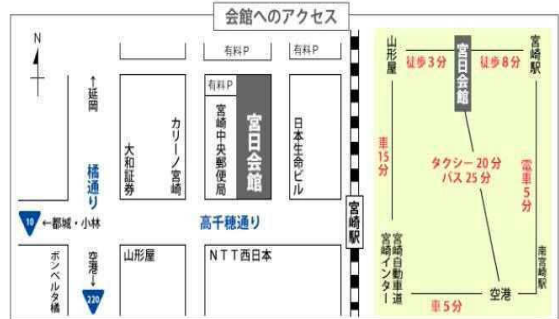 会館へのアクセス
N
←延岡
橘通り
10
←都城・小林
空港→
220
ボンベルタ橘
大和証券
カリーノ宮崎
有料P
有料P
有料P
宮崎中央郵便局
宮日会館
日本生命ビル
高千穂通り
山形屋
NTT西日本
宮崎駅
山形屋
徒歩3分
宮日会館
徒歩8分
宮崎駅
車15分
タクシー20分
バス25分
電車5分
宮崎自動車道
宮崎インター
車5分
空港
南宮崎駅